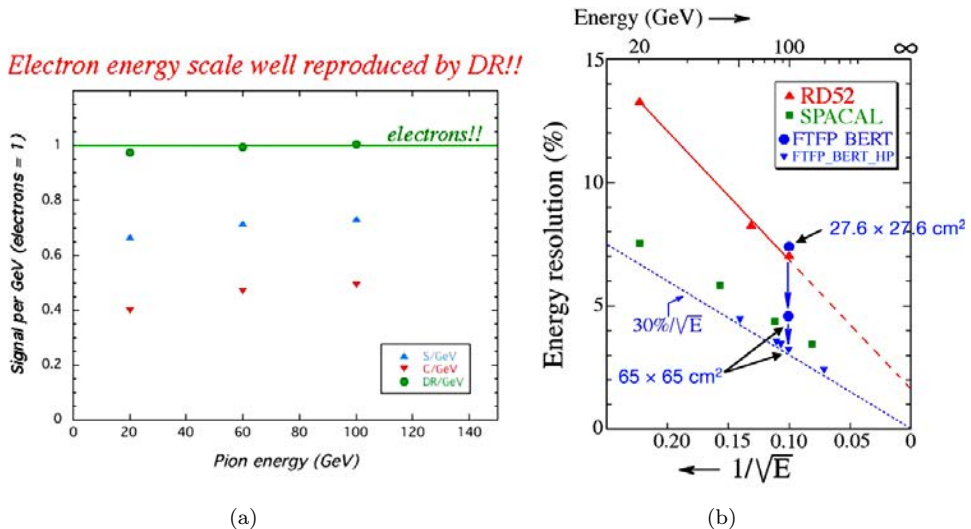 Electron energy scale well reproduced by DR!!
electrons!!
Signal per GeV (electrons = 1)
1
0.8
0.6
0.4
0.2
0
S/GeV
C/GeV
DR/GeV
0 20 40 60 80 100 120 140
Pion energy (GeV)
(a)
Energy (GeV) →
20 100 ∞
Energy resolution (%)
15
10
5
0
RD52
SPACAL
FTFP_BERT
FTFP_BERT_HP
27.6 × 27.6 cm²
30%/√E
65 × 65 cm²
0.20 0.15 0.10 0.05 0
← 1/√E
(b)